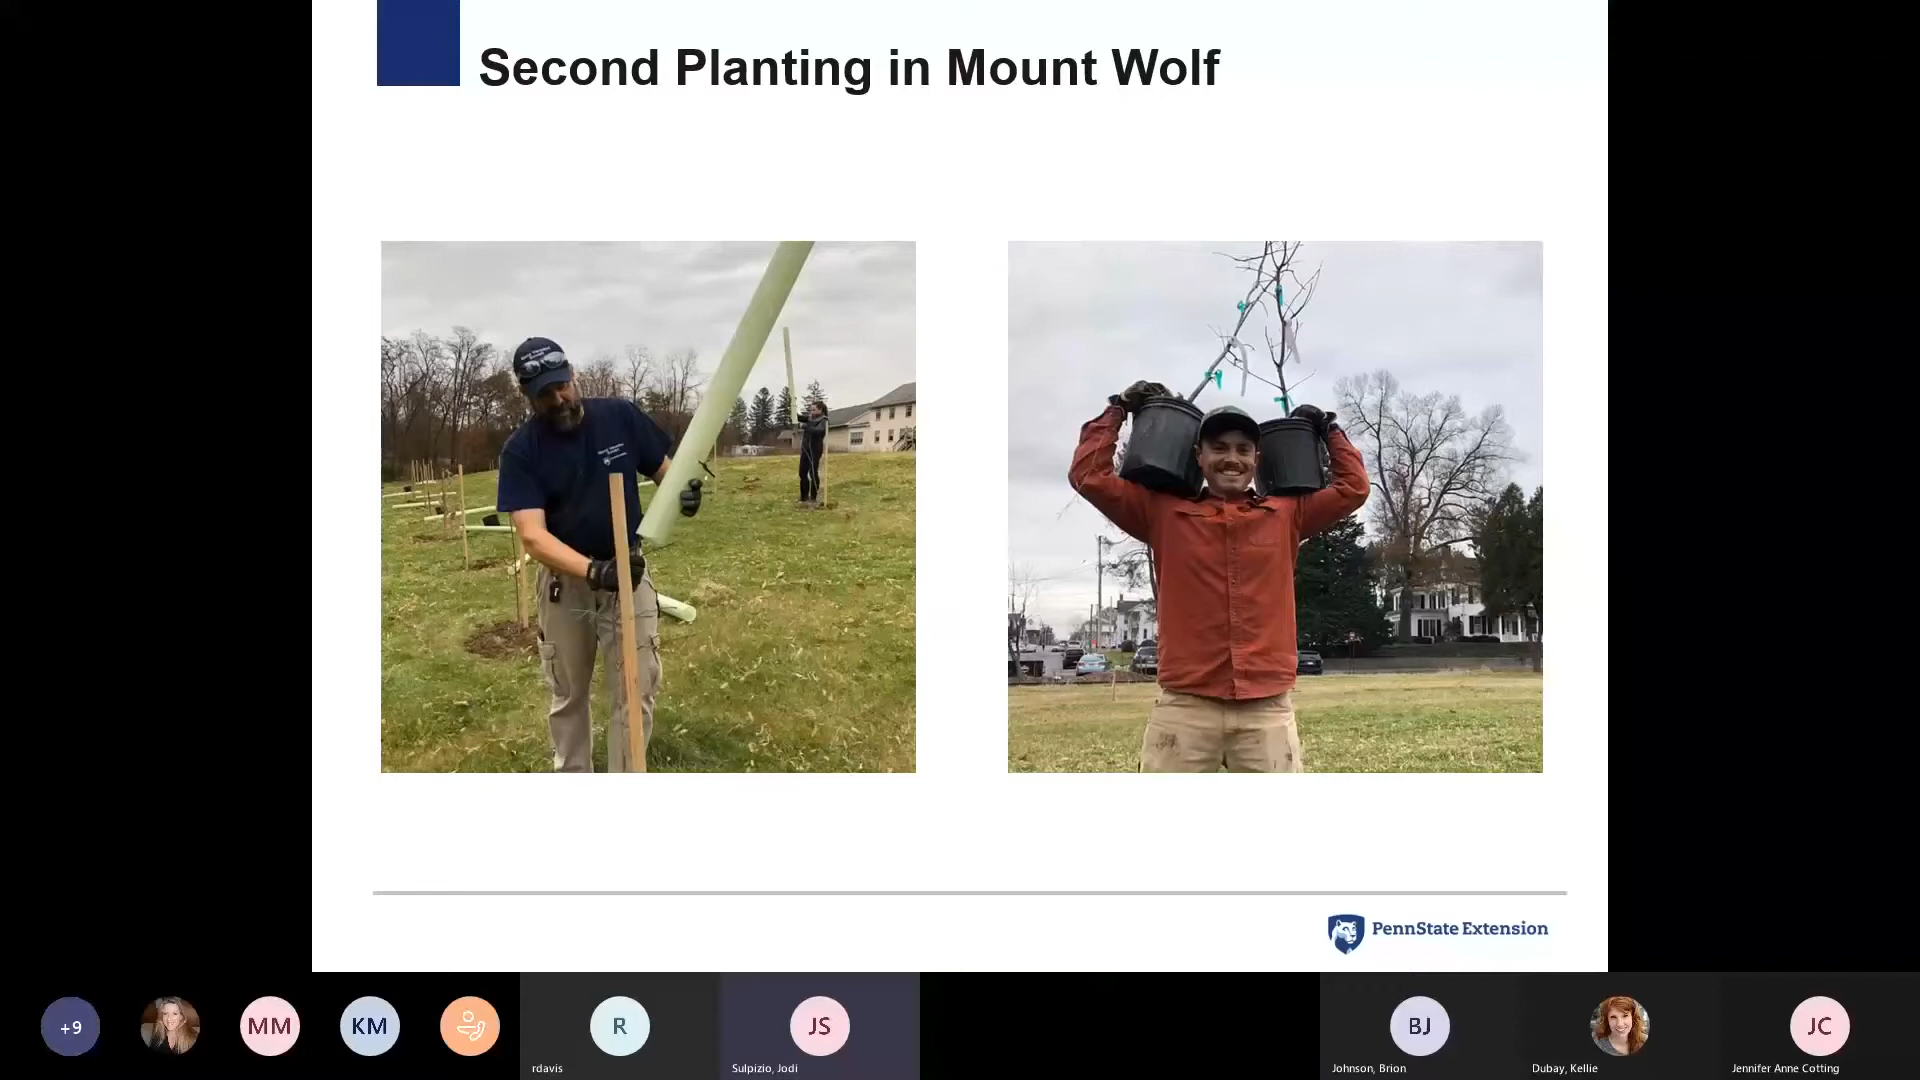 Second Planting in Mount Wolf
PennState Extension
+9
MM
KM
R
JS
BJ
JC
rdavis
Sulpizio, Jodi
Johnson, Brion
Dubay, Kellie
Jennifer Anne Cotting